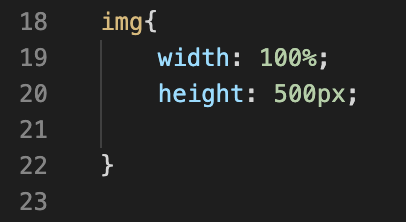 18 img{
19 width: 100%;
20 height: 500px;
21
22 }
23